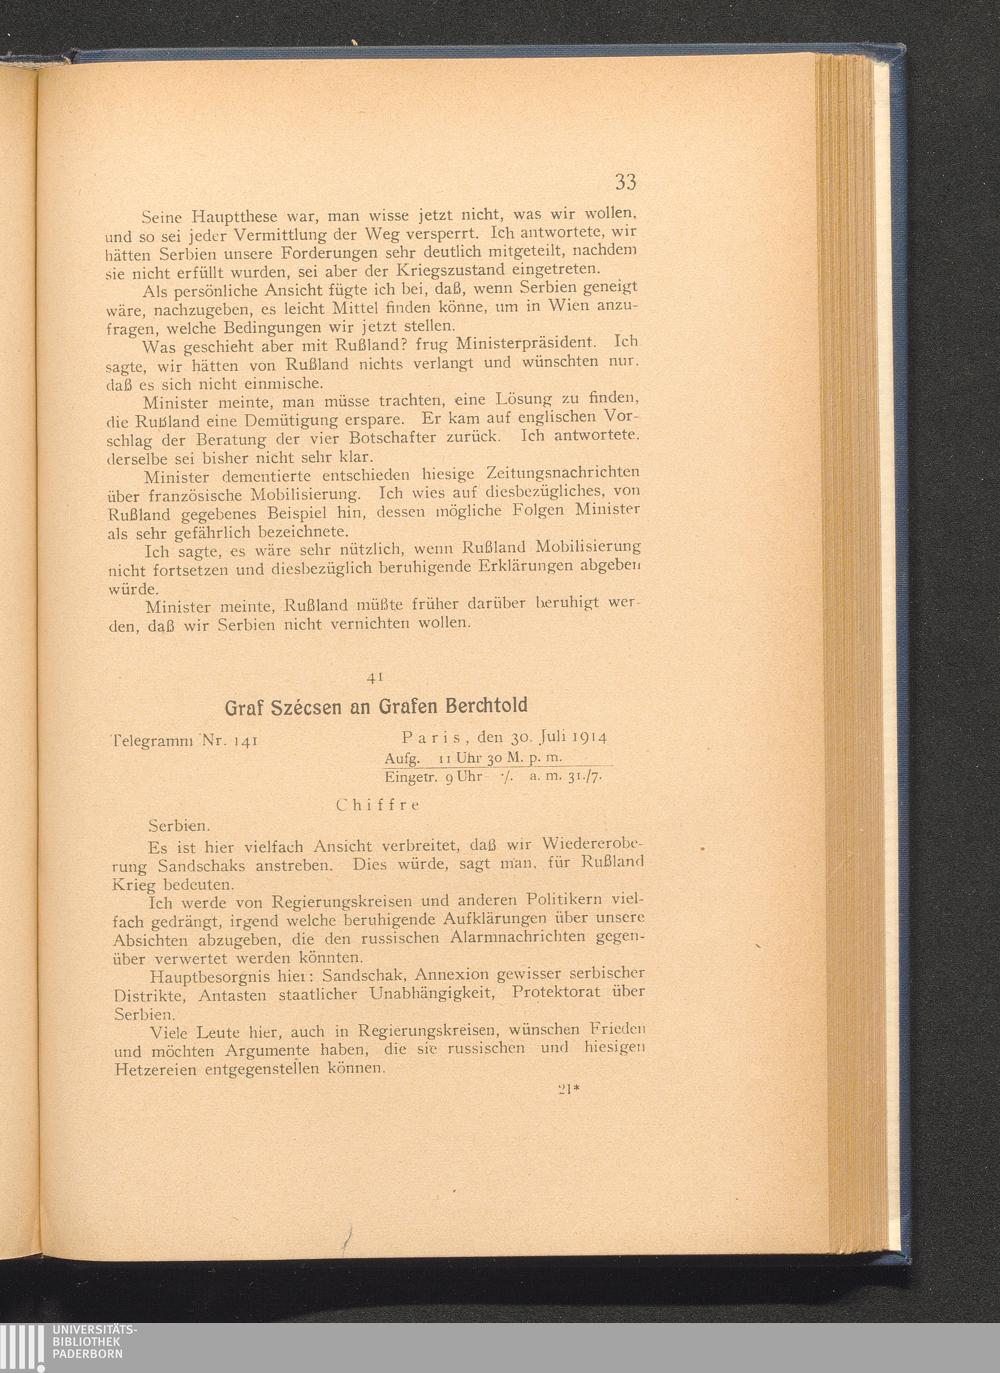 33
Seine Hauptthese war, man wisse jetzt nicht, was wir wollen,
und so sei jeder Vermittlung der Weg versperrt. Ich antwortete, wir
hätten Serbien unsere Forderungen sehr deutlich mitgeteilt, nachdem
sie nicht erfüllt wurden, sei aber der Kriegszustand eingetreten.
Als persönliche Ansicht fügte ich bei, daß, wenn Serbien geneigt
wäre, nachzugeben, es leicht Mittel finden könne, um in Wien anzu-
fragen, welche Bedingungen wir jetzt stellen.
Was geschieht aber mit Rußland? frug Ministerpräsident. Ich
sagte, wir hätten von Rußland nichts verlangt und wünschten nur,
daß es sich nicht einmische.
Minister meinte, man müsse trachten, eine Lösung zu finden,
die Rußland eine Demütigung erspare. Er kam auf englischen Vor-
schlag der Beratung der vier Botschafter zurück. Ich antwortete,
derselbe sei bisher nicht sehr klar.
Minister dementierte entschieden hiesige Zeitungsnachrichten
über französische Mobilisierung. Ich wies auf diesbezügliches, von
Rußland gegebenes Beispiel hin, dessen mögliche Folgen Minister
als sehr gefährlich bezeichnete.
Ich sagte, es wäre sehr nützlich, wenn Rußland Mobilisierung
nicht fortsetzen und diesbezüglich beruhigende Erklärungen abgeben
würde.
Minister meinte, Rußland müßte früher darüber beruhigt wer-
den, daß wir Serbien nicht vernichten wollen.
41
Graf Szécsen an Grafen Berchtold
Telegramm Nr. 141
Paris, den 30. Juli 1914
Aufg. 11 Uhr 30 M. p. m.
Eingetr. 9 Uhr ·/. a. m. 31./7.
Chiffre
Serbien.
Es ist hier vielfach Ansicht verbreitet, daß wir Wiedererobe-
rung Sandschaks anstreben. Dies würde, sagt man, für Rußland
Krieg bedeuten.
Ich werde von Regierungskreisen und anderen Politikern viel-
fach gedrängt, irgend welche beruhigende Aufklärungen über unsere
Absichten abzugeben, die den russischen Alarmnachrichten gegen-
über verwertet werden könnten.
Hauptbesorgnis hier: Sandschak, Annexion gewisser serbischer
Distrikte, Antasten staatlicher Unabhängigkeit, Protektorat über
Serbien.
Viele Leute hier, auch in Regierungskreisen, wünschen Frieden
und möchten Argumente haben, die sie russischen und hiesigen
Hetzereien entgegenstellen können.
21*
UNIVERSITÄTS-
BIBLIOTHEK
PADERBORN